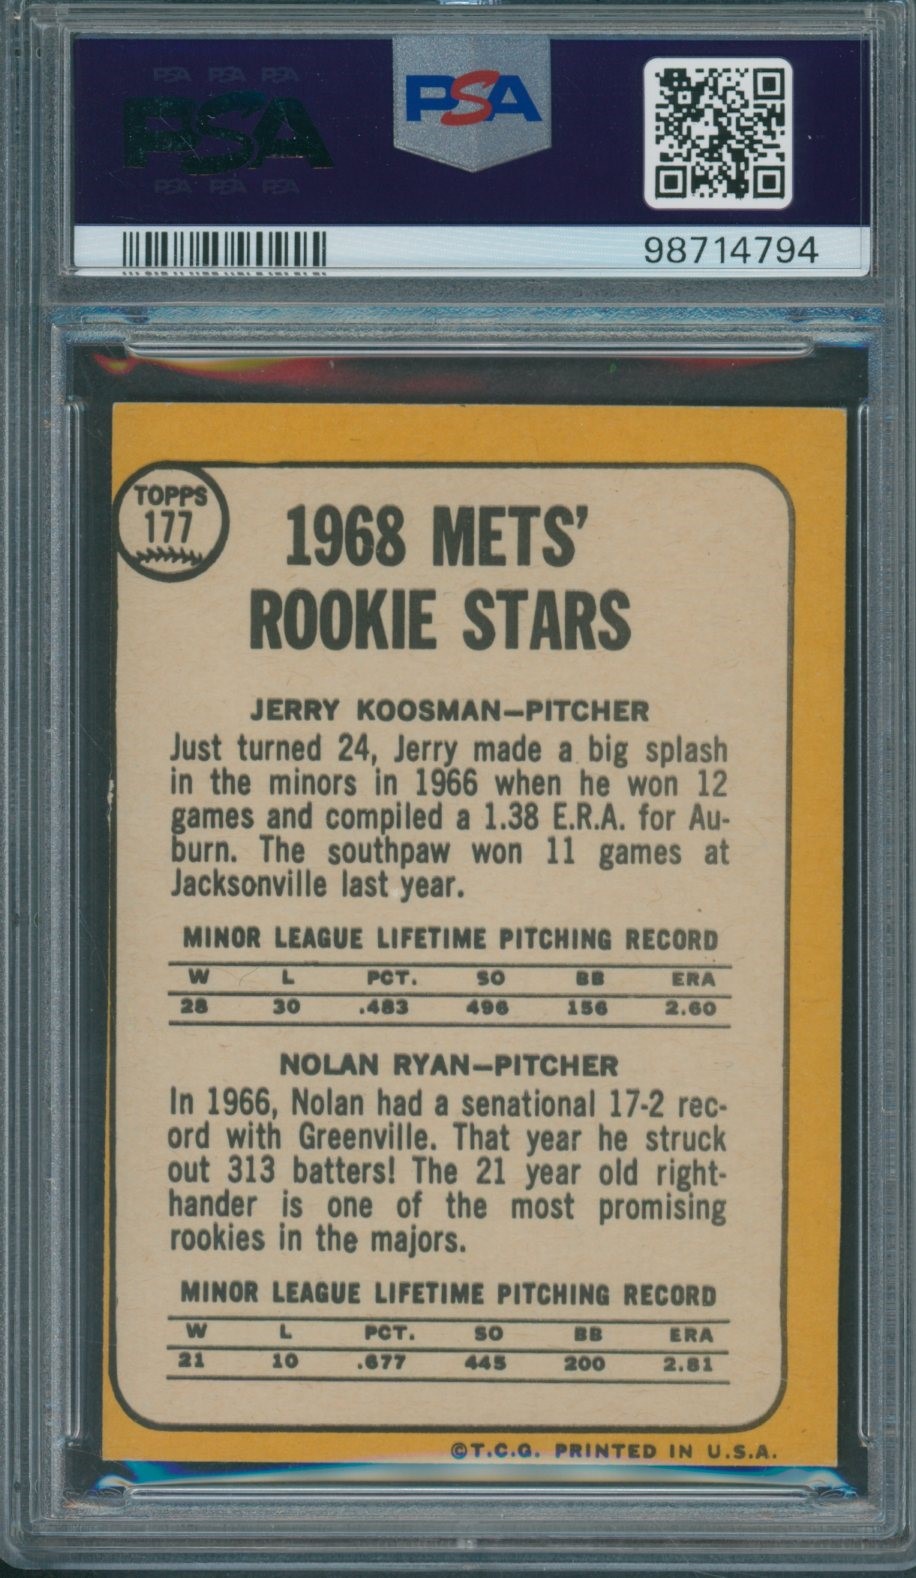 PSA PSA PSA
PSA
PSA PSA PSA
PSA
98714794
TOPPS
177
1968 METS'
ROOKIE STARS
JERRY KOOSMAN—PITCHER
Just turned 24, Jerry made a big splash
in the minors in 1966 when he won 12
games and compiled a 1.38 E.R.A. for Au-
burn. The southpaw won 11 games at
Jacksonville last year.
MINOR LEAGUE LIFETIME PITCHING RECORD
W L PCT. SO BB ERA
28 30 .483 496 156 2.60
NOLAN RYAN—PITCHER
In 1966, Nolan had a senational 17-2 rec-
ord with Greenville. That year he struck
out 313 batters! The 21 year old right-
hander is one of the most promising
rookies in the majors.
MINOR LEAGUE LIFETIME PITCHING RECORD
W L PCT. SO BB ERA
21 10 .677 445 200 2.81
©T.C.G. PRINTED IN U.S.A.